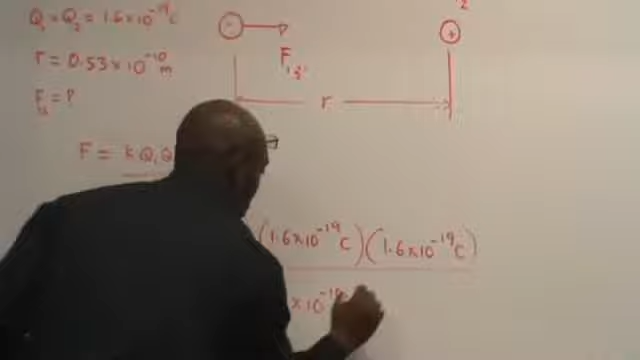 Q₁ = Q₂ = 1.6×10⁻¹⁹C
2
r = 0.53×10⁻¹⁰m
F₁₂
F₁₂ = ?
r
F = kQ₁Q
(1.6×10⁻¹⁹C)(1.6×10⁻¹⁹C)
×10⁻¹⁰